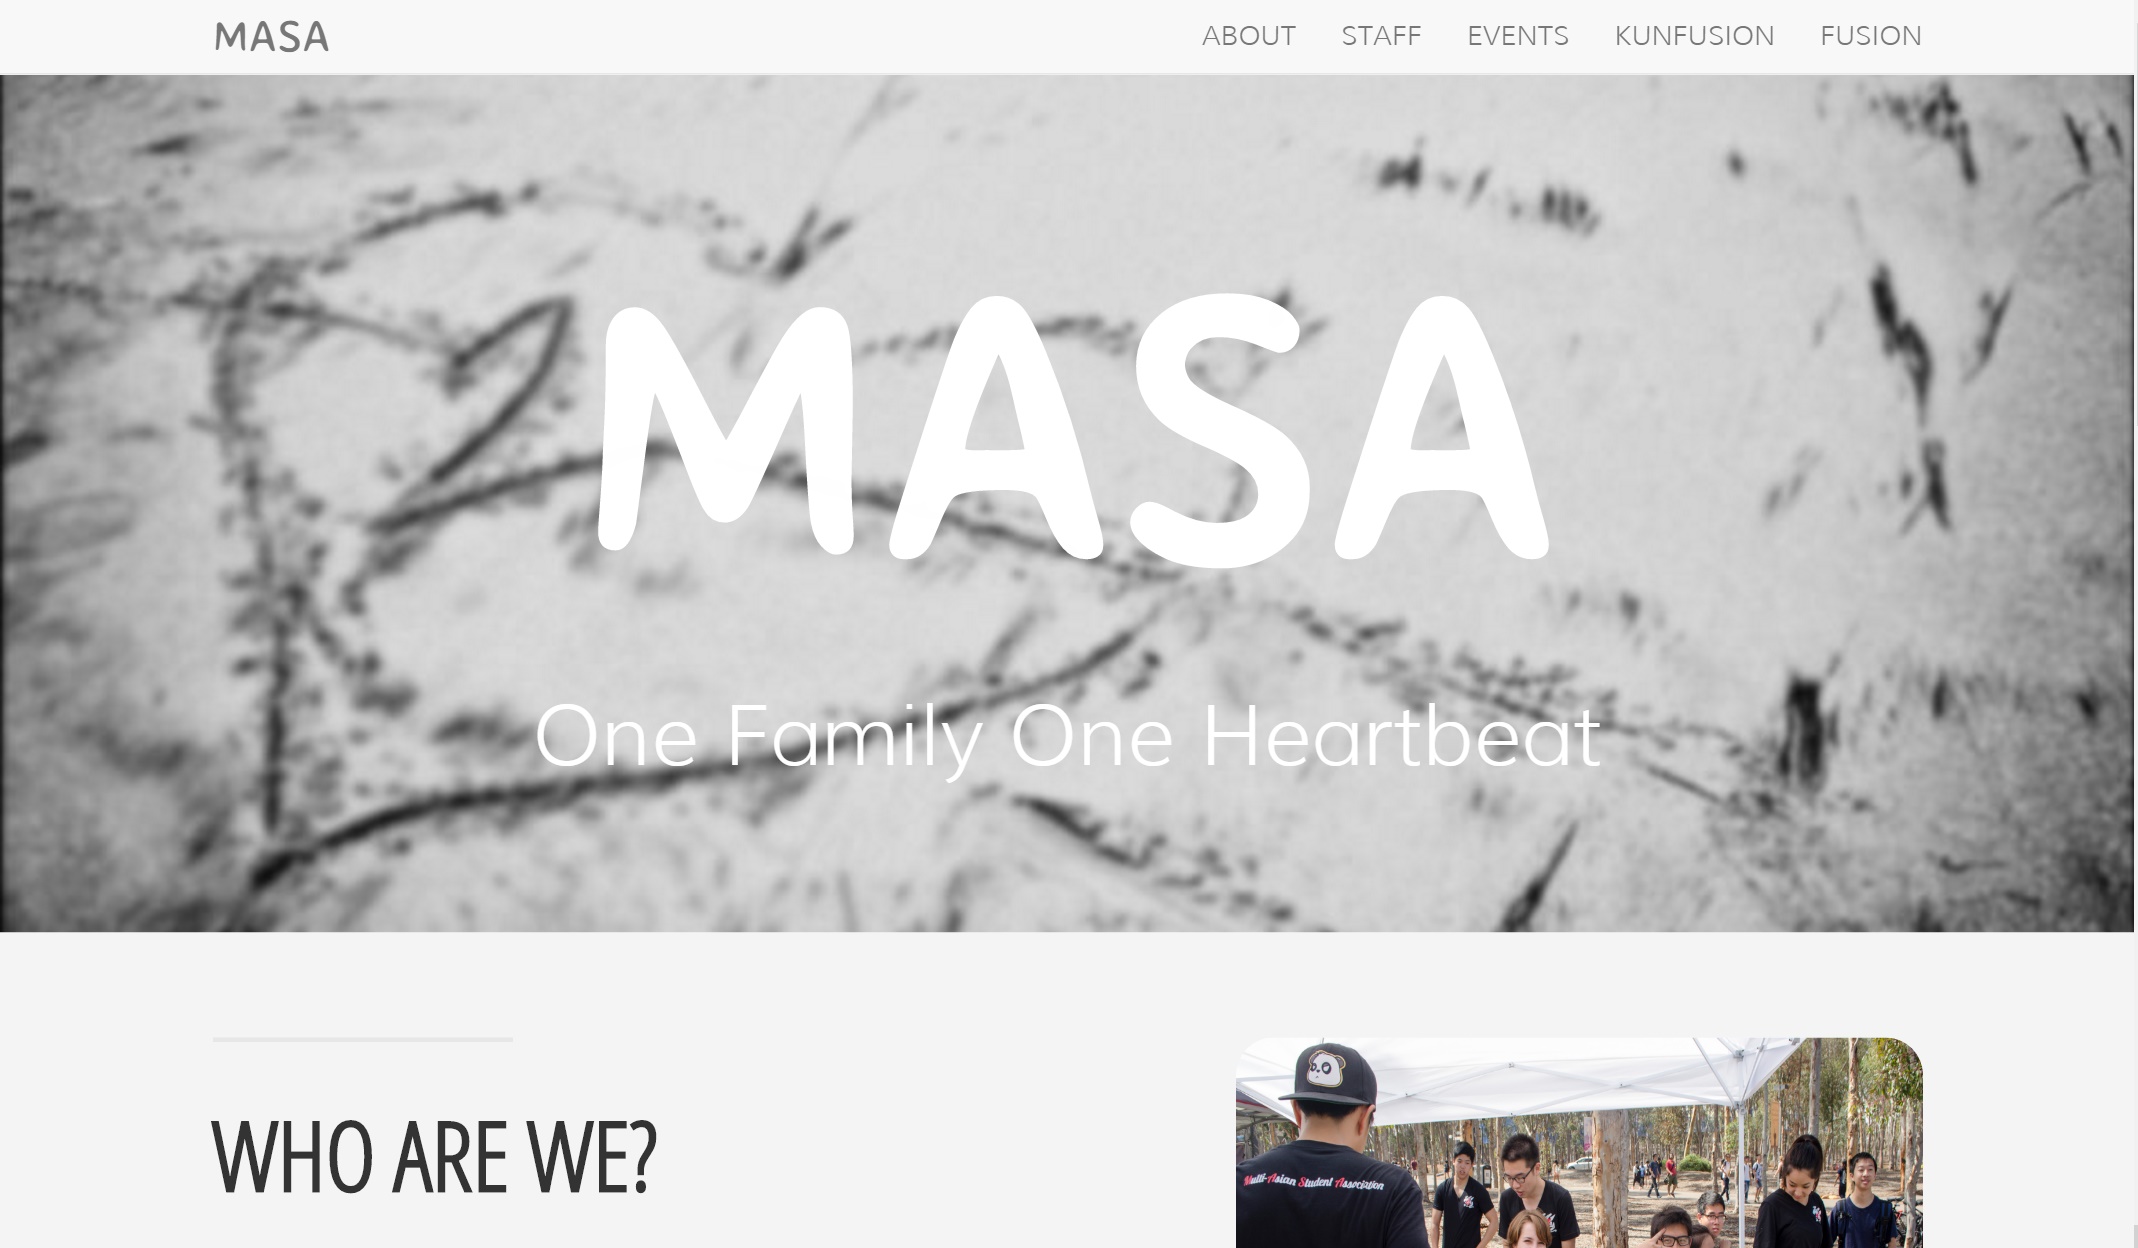 MASA
ABOUT STAFF EVENTS KUNFUSION FUSION
MASA
One Family One Heartbeat
WHO ARE WE?
Multi-Asian Student Association